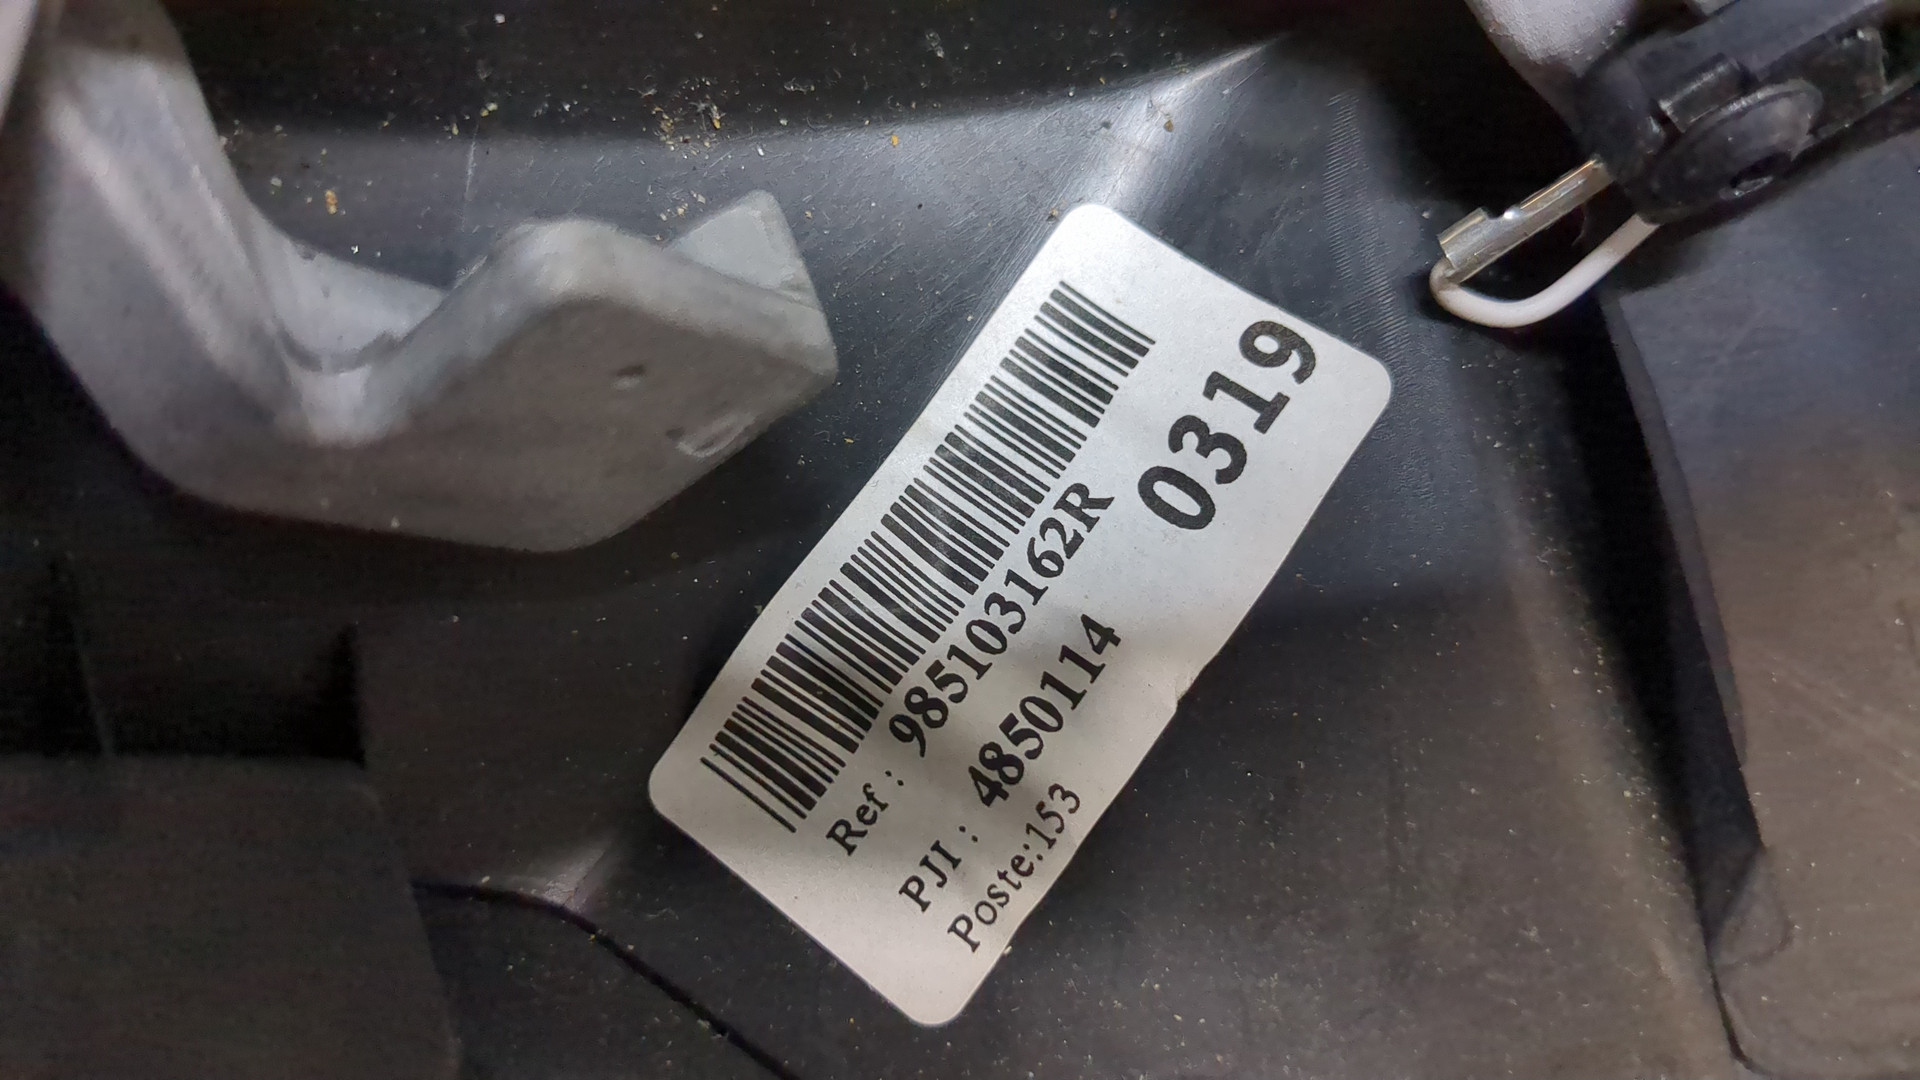 0319
Ref : 985103162R
PJI : 4850114
Poste:153